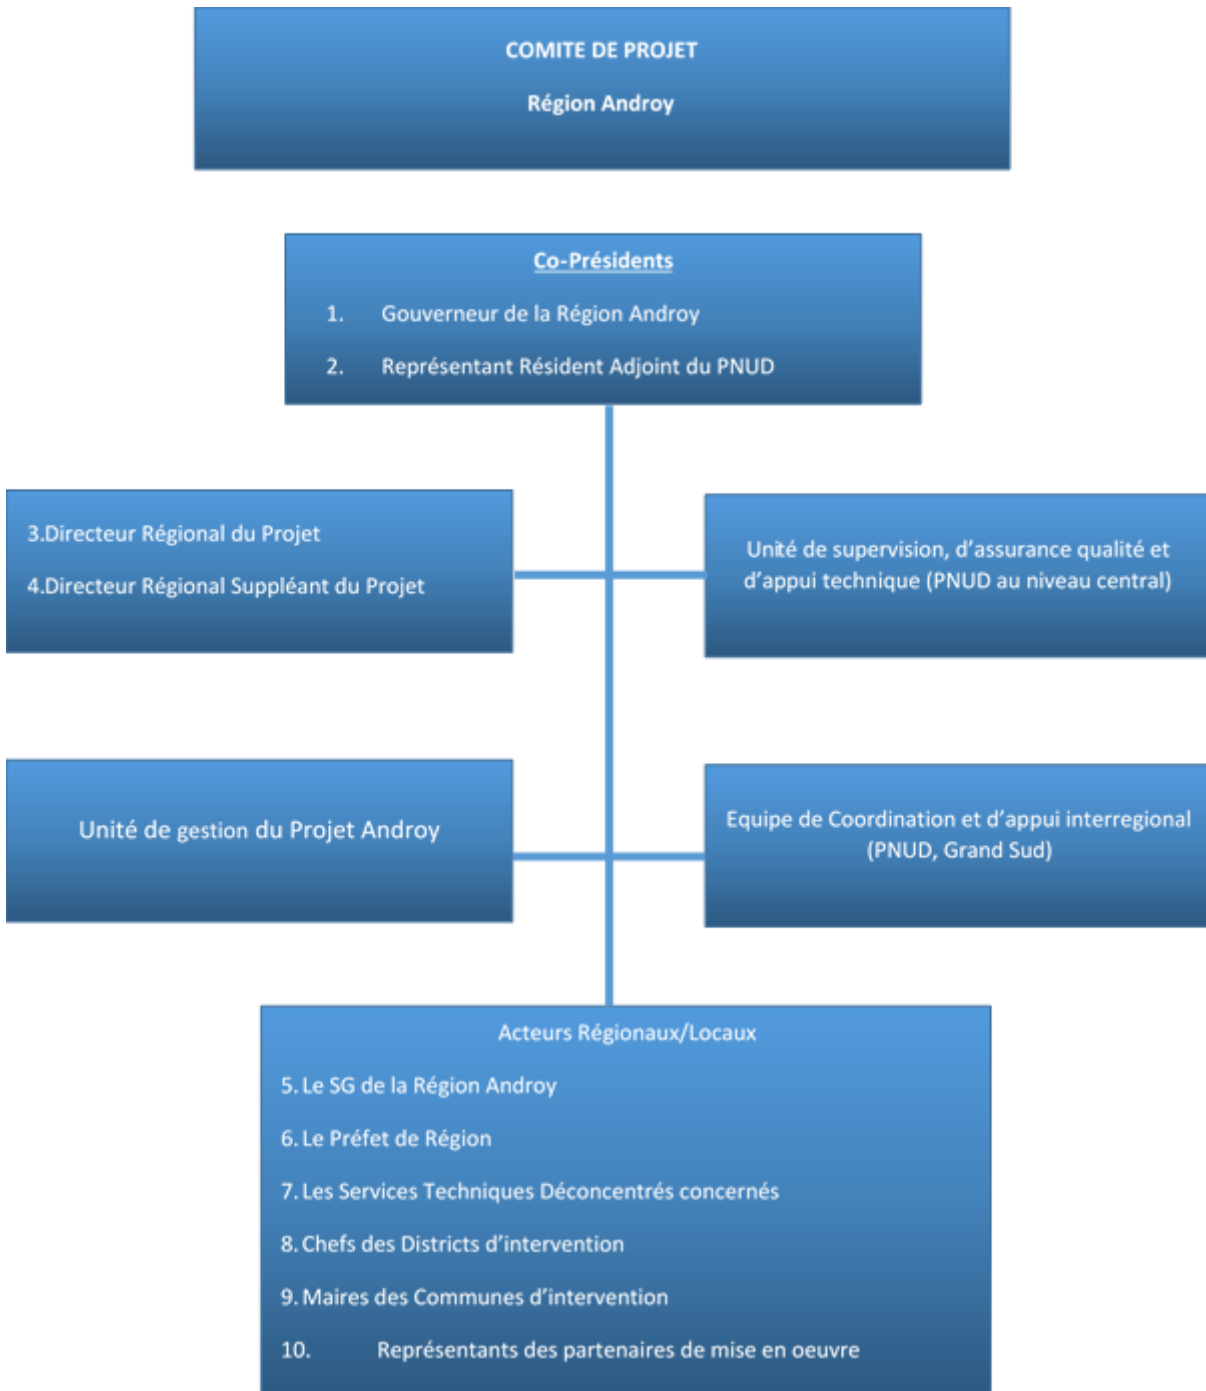 COMITE DE PROJET
Région Androy
Co-Présidents
1. Gouverneur de la Région Androy
2. Représentant Résident Adjoint du PNUD
3.Directeur Régional du Projet
4.Directeur Régional Suppléant du Projet
Unité de supervision, d’assurance qualité et
d’appui technique (PNUD au niveau central)
Unité de gestion du Projet Androy
Equipe de Coordination et d’appui interregional
(PNUD, Grand Sud)
Acteurs Régionaux/Locaux
5. Le SG de la Région Androy
6. Le Préfet de Région
7. Les Services Techniques Déconcentrés concernés
8. Chefs des Districts d’intervention
9. Maires des Communes d’intervention
10. Représentants des partenaires de mise en oeuvre